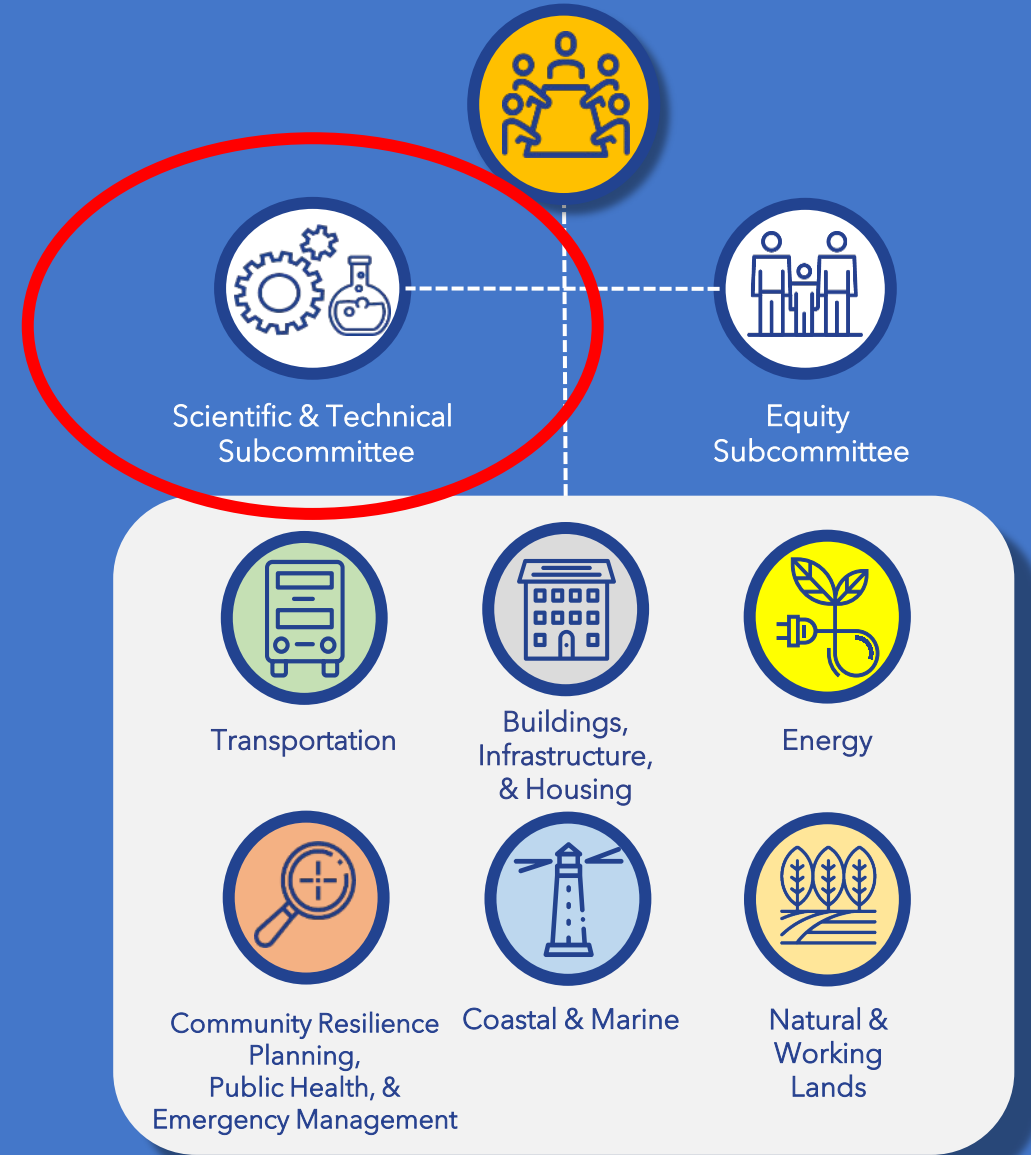 Scientific & Technical
Subcommittee
Equity
Subcommittee
Transportation
Buildings,
Infrastructure,
& Housing
Energy
Community Resilience
Planning,
Public Health, &
Emergency Management
Coastal & Marine
Natural &
Working
Lands